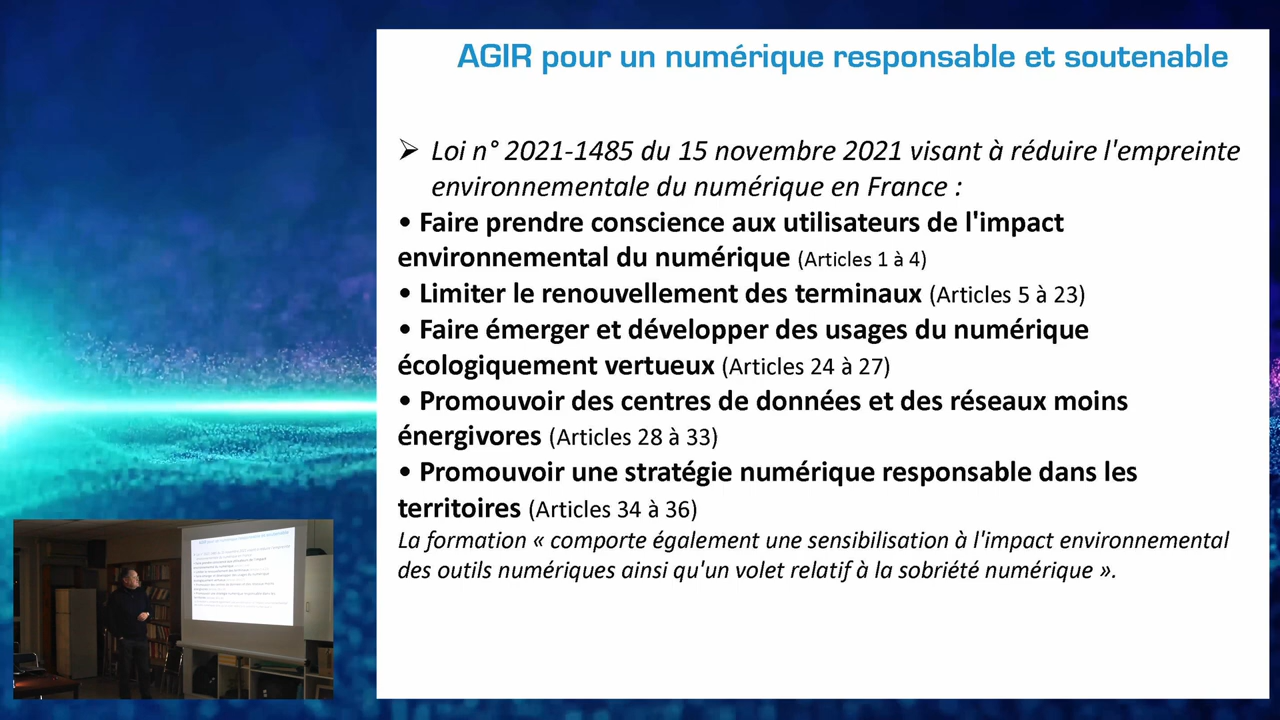 AGIR pour un numérique responsable et soutenable
➢ Loi n° 2021-1485 du 15 novembre 2021 visant à réduire l'empreinte
environnementale du numérique en France :
• Faire prendre conscience aux utilisateurs de l'impact
environnemental du numérique (Articles 1 à 4)
• Limiter le renouvellement des terminaux (Articles 5 à 23)
• Faire émerger et développer des usages du numérique
écologiquement vertueux (Articles 24 à 27)
• Promouvoir des centres de données et des réseaux moins
énergivores (Articles 28 à 33)
• Promouvoir une stratégie numérique responsable dans les
territoires (Articles 34 à 36)
La formation « comporte également une sensibilisation à l'impact environnemental
des outils numériques ainsi qu'un volet relatif à la sobriété numérique ».